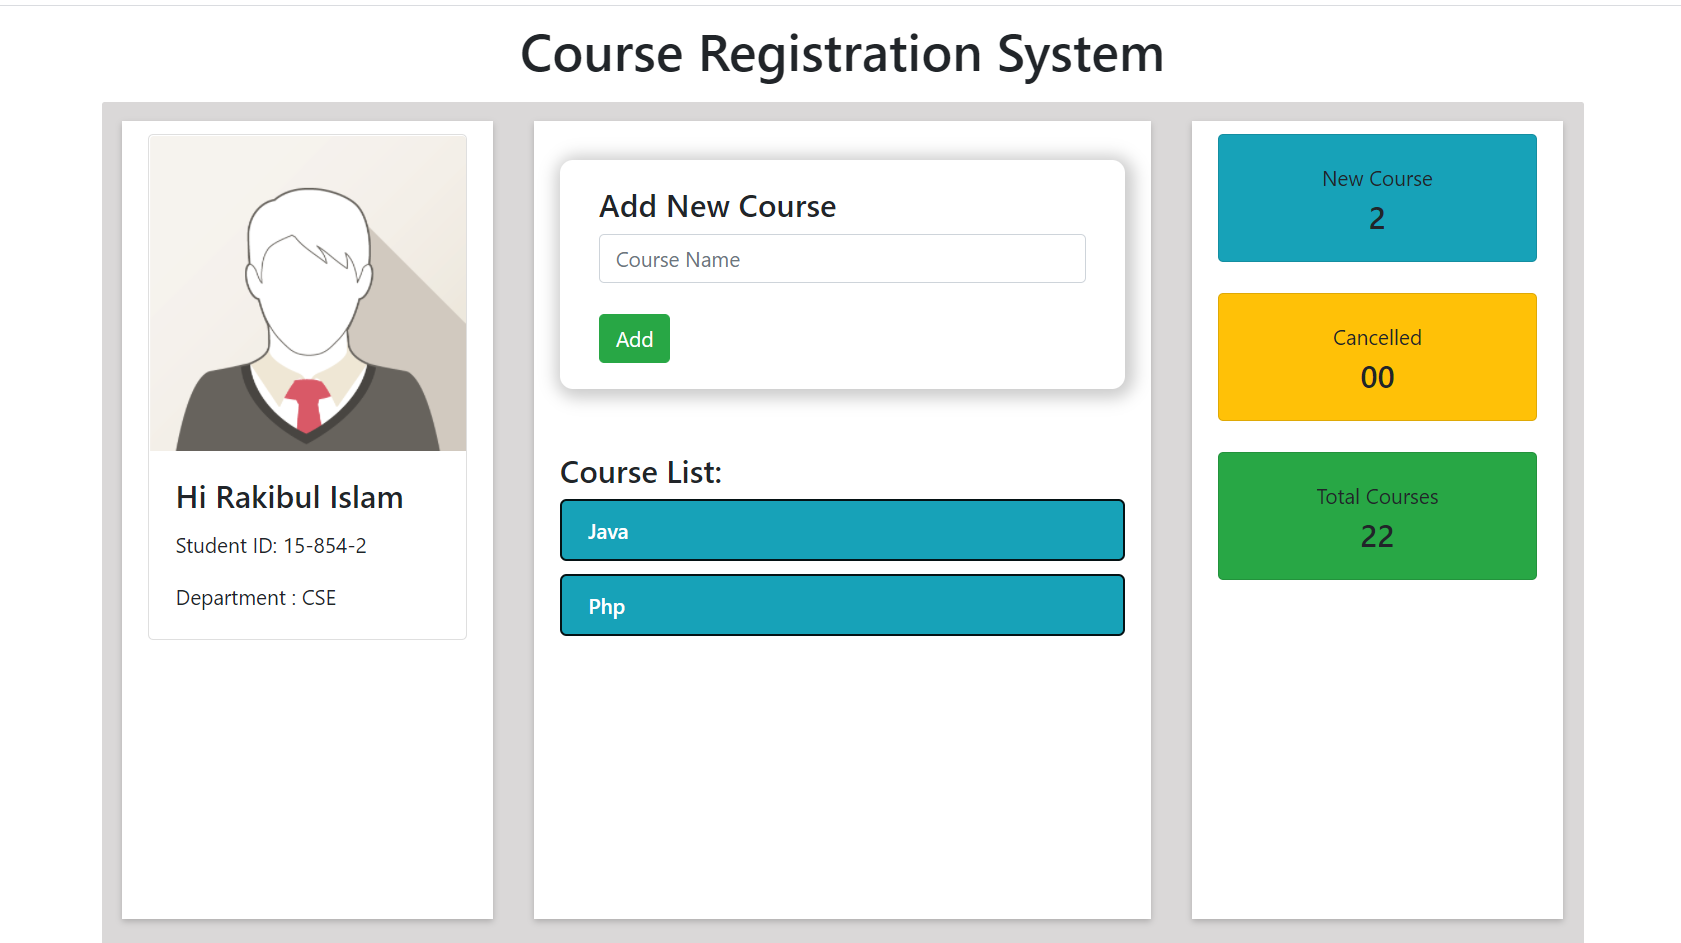 Course Registration System
Hi Rakibul Islam
Student ID: 15-854-2
Department : CSE
Add New Course
Course Name
Add
Course List:
Java
Php
New Course
2
Cancelled
00
Total Courses
22